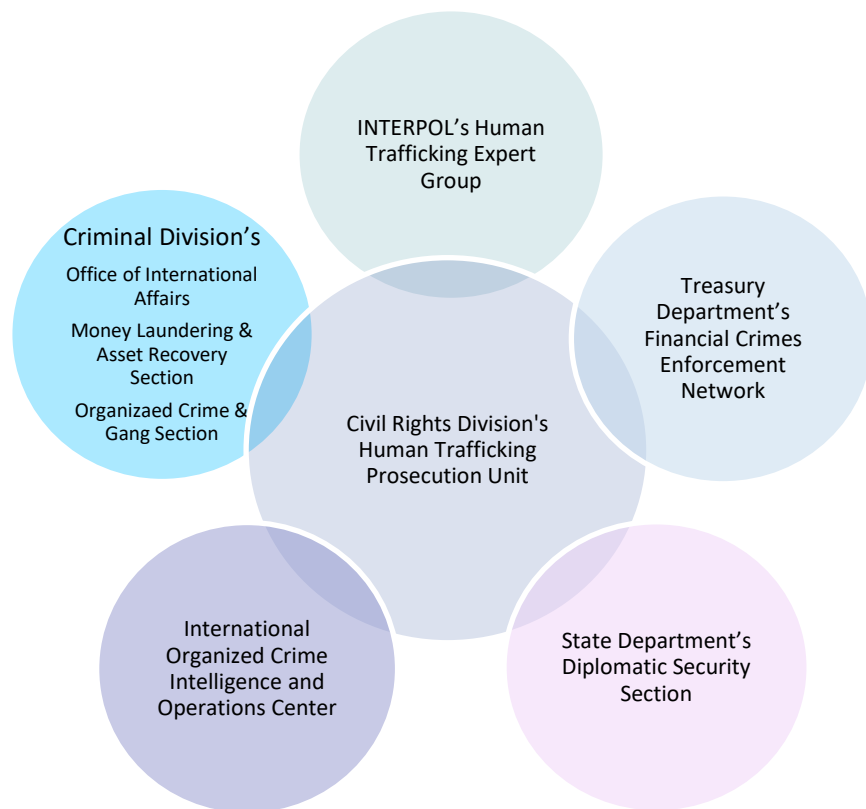 INTERPOL’s Human
Trafficking Expert
Group
Criminal Division’s
Office of International
Affairs
Money Laundering &
Asset Recovery
Section
Organizaed Crime &
Gang Section
Treasury
Department’s
Financial Crimes
Enforcement
Network
Civil Rights Division's
Human Trafficking
Prosecution Unit
International
Organized Crime
Intelligence and
Operations Center
State Department’s
Diplomatic Security
Section